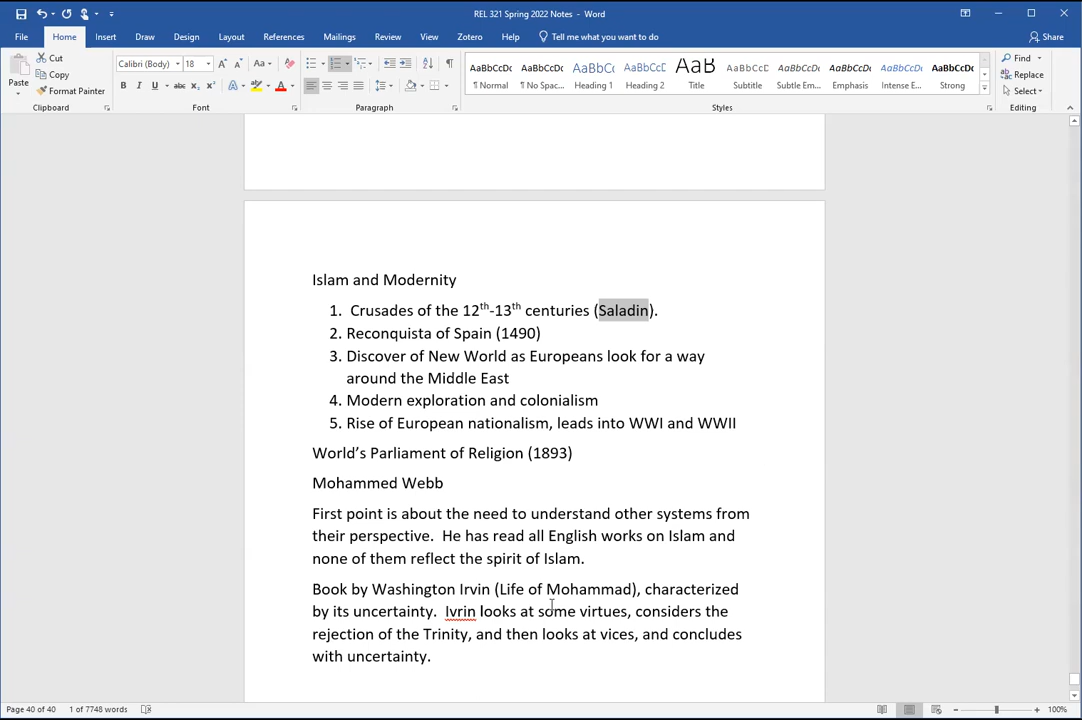 REL 321 Spring 2022 Notes - Word
File Home Insert Draw Design Layout References Mailings Review View Zotero Help Tell me what you want to do Share
Paste Cut Copy Format Painter
Calibri (Body) 18
B I U abc
AaBbCcDc AaBbCcDc AaBbCc AaBbCcD AaB AaBbCcD AaBbCcDc AaBbCcDc AaBbCcDc AaBbCcDc
¶ Normal ¶ No Spac... Heading 1 Heading 2 Title Subtitle Subtle Em... Emphasis Intense E... Strong
Find Replace Select
Clipboard Font Paragraph Styles Editing
Islam and Modernity
1. Crusades of the 12th-13th centuries (Saladin).
2. Reconquista of Spain (1490)
3. Discover of New World as Europeans look for a way
around the Middle East
4. Modern exploration and colonialism
5. Rise of European nationalism, leads into WWI and WWII
World's Parliament of Religion (1893)
Mohammed Webb
First point is about the need to understand other systems from
their perspective. He has read all English works on Islam and
none of them reflect the spirit of Islam.
Book by Washington Irvin (Life of Mohammad), characterized
by its uncertainty. Ivrin looks at some virtues, considers the
rejection of the Trinity, and then looks at vices, and concludes
with uncertainty.
Page 40 of 40 1 of 7748 words 100%